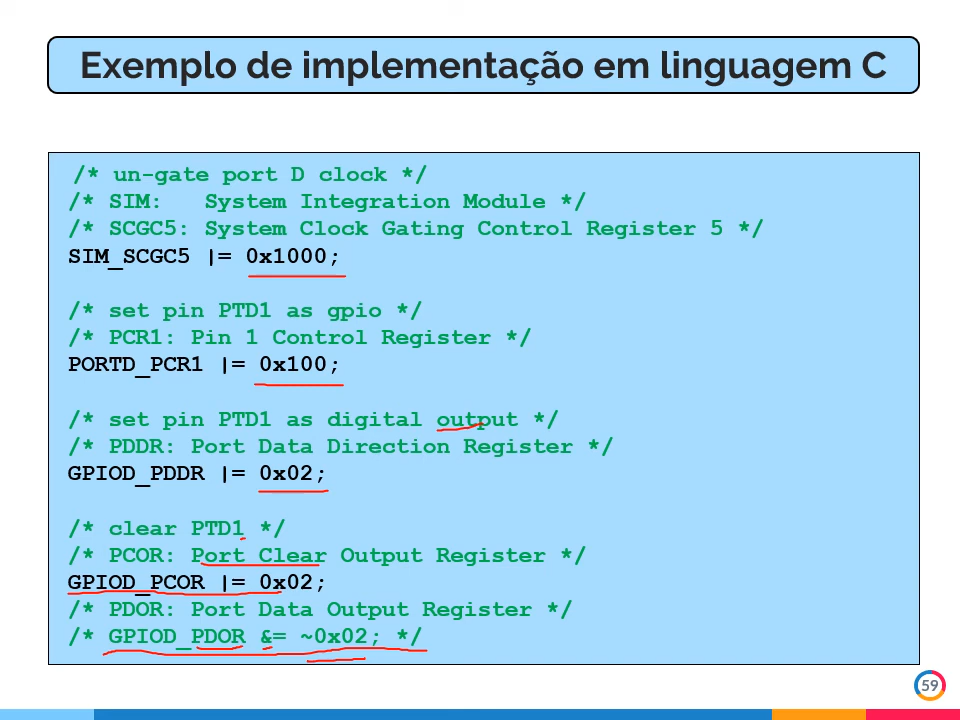 Exemplo de implementação em linguagem C
/* un-gate port D clock */
/* SIM:   System Integration Module */
/* SCGC5: System Clock Gating Control Register 5 */
SIM_SCGC5 |= 0x1000;
/* set pin PTD1 as gpio */
/* PCR1: Pin 1 Control Register */
PORTD_PCR1 |= 0x100;
/* set pin PTD1 as digital output */
/* PDDR: Port Data Direction Register */
GPIOD_PDDR |= 0x02;
/* clear PTD1 */
/* PCOR: Port Clear Output Register */
GPIOD_PCOR |= 0x02;
/* PDOR: Port Data Output Register */
/* GPIOD_PDOR &= ~0x02; */
59